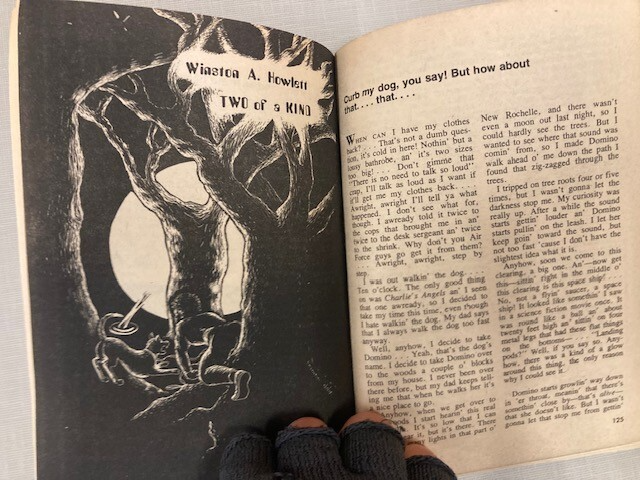 Winston A. Howlett
TWO of a KIND
Curb my dog, you say! But how about
that. . . . that. . . .
WHEN CAN I have my clothes
back? . . . That's not a dumb ques-
tion, it's cold in here! Nothin' but a
lousy bathrobe, an' it's two sizes
too big! . . . Don't gimme that
"There is no need to talk so loud"
crap, I'll talk as loud as I want if
it'll get me my clothes back. . . .
Awright, awright I'll tell ya what
happened. I don't see what for,
though. I awready told it twice to
the cops that brought me in an'
twice to the desk sergeant an' twice
to the shrink. Why don't you Air
Force guys go get it from them?
. . . Awright, awright, step by
step.
I was out walkin' the dog. . . .
Ten o'clock. The only good thing
on was Charlie's Angels an' I seen
that one awready, so I decided to
take my time this time, even though
I hate walkin' the dog. My dad says
that I always walk the dog too fast
anyway.
Well, anyhow, I decide to take
Domino . . . Yeah, that's the dog's
name. I decide to take Domino over
to the woods a couple o' blocks
from my house. I never been over
there before, but my dad keeps tell-
ing me that when he walks her it's
a nice place to go.
Anyhow, when we get over to
woods I start hearin' this real
It's so low that I can
it, but it's there. There
any lights in that part o'
New Rochelle, and there wasn't
even a moon out last night, so I
could hardly see the trees. But I
wanted to see where that sound was
comin' from, so I made Domino
walk ahead o' me down the path I
found that zig-zagged through the
trees.
I tripped on tree roots four or five
times, but I wasn't gonna let the
darkness stop me. My curiosity was
really up. After a while the sound
starts gettin' louder an' Domino
starts pullin' on the leash. I let her
keep goin' toward the sound, but
not too fast 'cause I don't have the
slightest idea what it is.
Anyhow, soon we come to this
clearing, a big one. An'—now get
this—sittin' right in the middle o'
this clearing is this space ship!
No, not a flyin' saucer, a space
ship! It looked like somethin' I saw
in a science fiction movie once. It
was round like a ball an' about
twenty feet high an' sittin' on four
metal legs that had these flat things
on the bottoms— "Landing
pods?" Well, if you say so. Any-
how, there was a kind of a glow
around this thing, the only reason
why I could see it.
Domino starts growlin' way down
in 'er throat, meanin' that there's
somethin' close by—that's alive—
that she doesn't like. But I wasn't
gonna let that stop me from gettin'
125